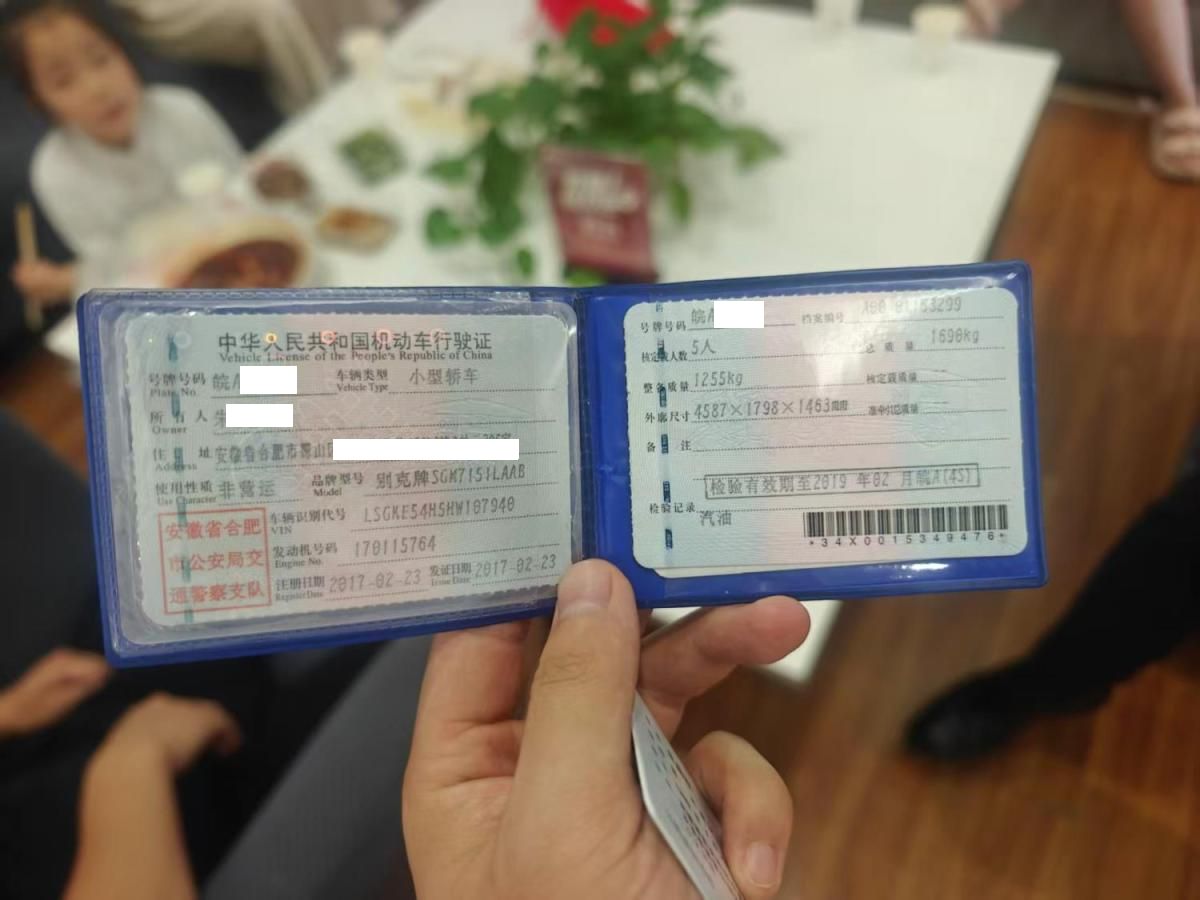 中华人民共和国机动车行驶证
Vehicle License of the People's Republic of China
号牌号码 皖A 车辆类型 小型轿车
Plate No. Vehicle Type
所有人 朱
Owner
住址 安徽省合肥市蜀山区
Address
使用性质 非营运 品牌型号 别克牌SGM7151LAAB
Use Character Model
安徽省合肥
市公安局交
通警察支队
车辆识别代号 LSGKE54H5HW107940
VIN
发动机号码 170115764
Engine No.
注册日期 2017-02-23 发证日期 2017-02-23
Register Date Issue Date
号牌号码 皖A 档案编号
核定载人数 5人 总质量 1690kg
整备质量 1255kg 核定载质量
外廓尺寸 4587×1798×1463mm 准牵引总质量
备注
检验有效期至2019 年02 月皖A(4S)
检验记录
汽油
*34X0015349476*